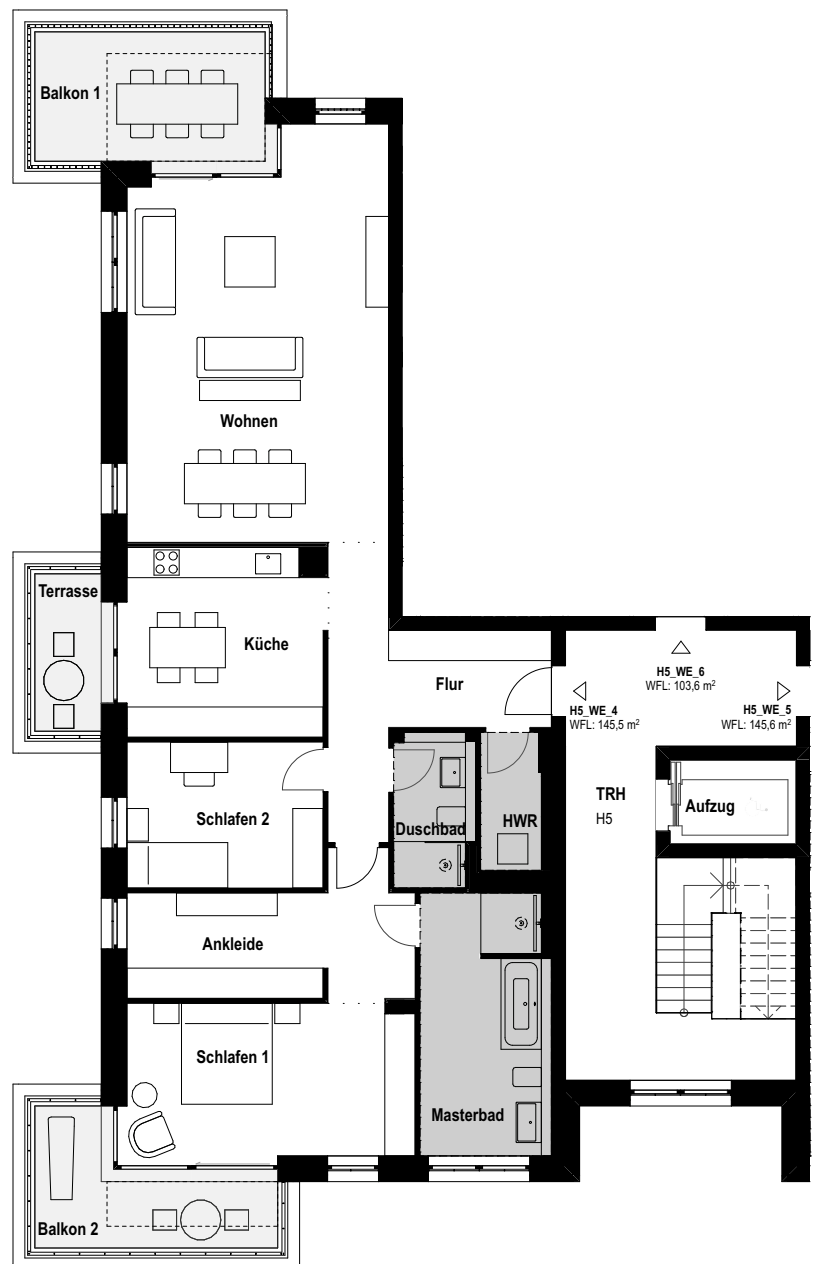 Balkon 1
Wohnen
Terrasse
Küche
Flur
H5_WE_6
WFL: 103,6 m²
H5_WE_4
WFL: 145,5 m²
H5_WE_5
WFL: 145,6 m²
Schlafen 2
Duschbad
HWR
TRH
H5
Aufzug
Ankleide
Schlafen 1
Masterbad
Balkon 2